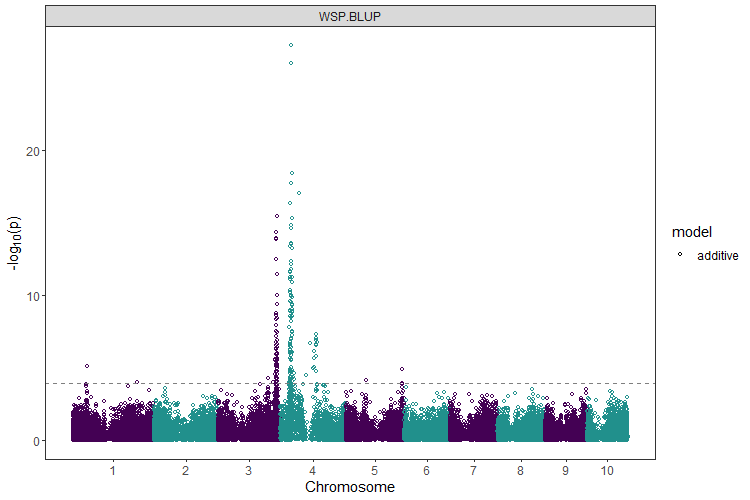 WSP.BLUP
-log10(p)
20
10
0
1 2 3 4 5 6 7 8 9 10
Chromosome
model
additive